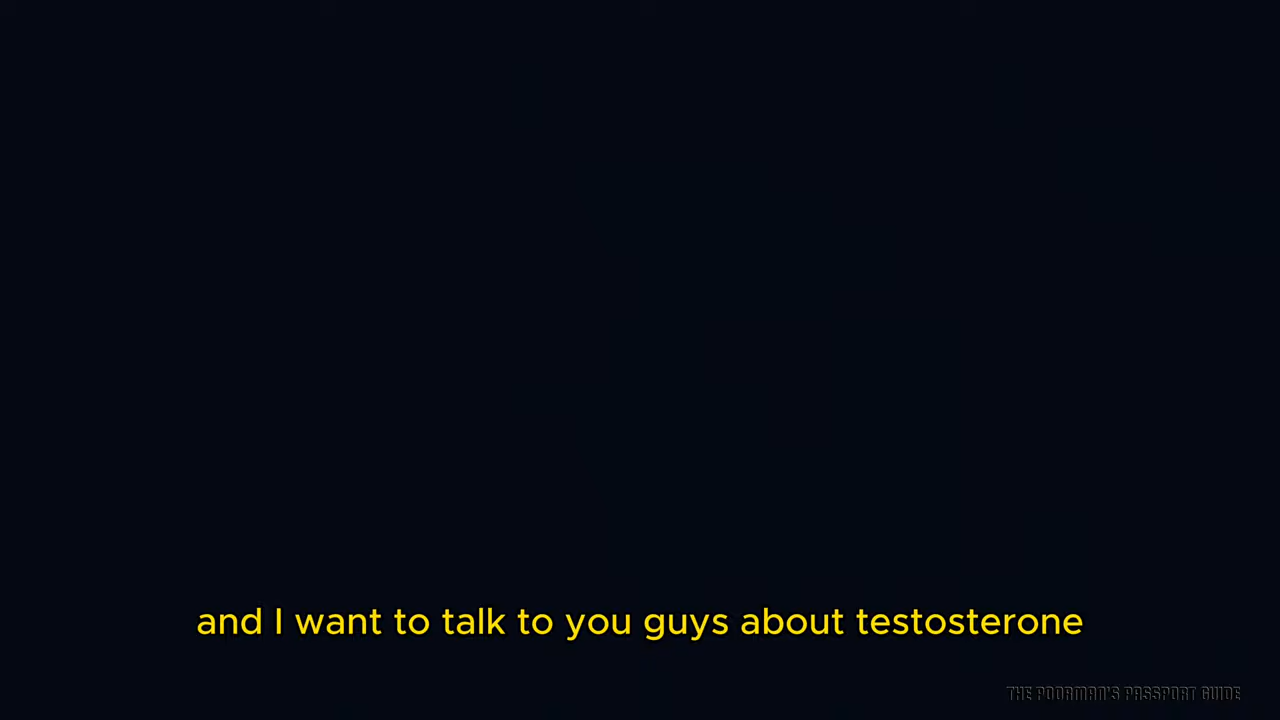 and I want to talk to you guys about testosterone
THE POORMAN'S PASSPORT GUIDE